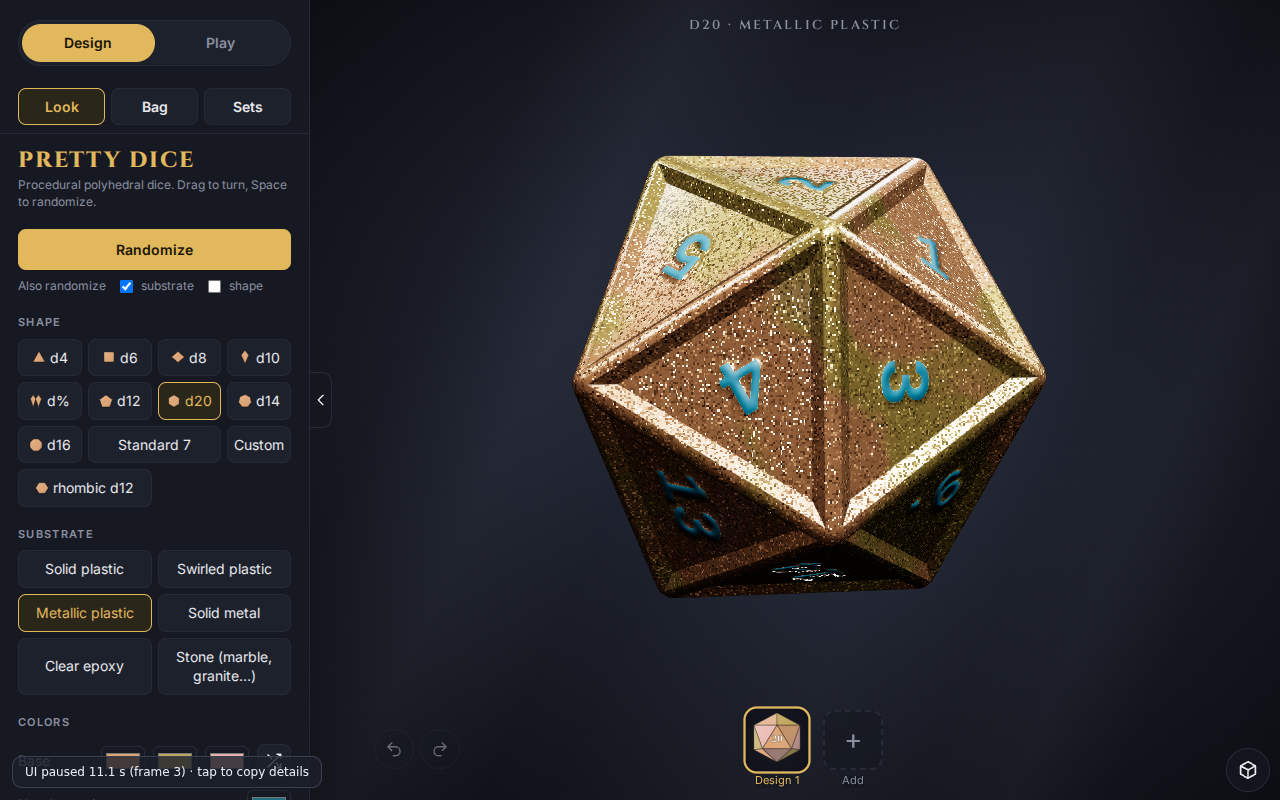 Design Play
D20 · METALLIC PLASTIC
Look Bag Sets
PRETTY DICE
Procedural polyhedral dice. Drag to turn, Space
to randomize.
Randomize
Also randomize substrate shape
SHAPE
d4 d6 d8 d10
d% d12 d20 d14
d16 Standard 7 Custom
rhombic d12
SUBSTRATE
Solid plastic Swirled plastic
Metallic plastic Solid metal
Clear epoxy Stone (marble,
granite...)
COLORS
Base
UI paused 11.1 s (frame 3) · tap to copy details
5
1
4
3
13
9.
20
+
Design 1 Add